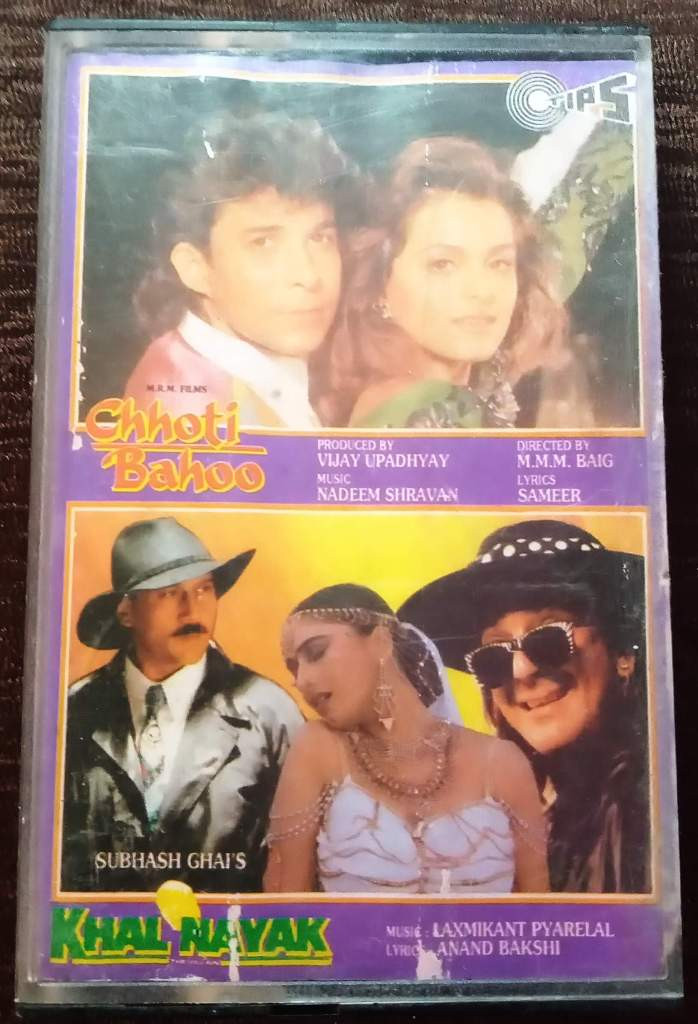 TIPS
M.R.M. FILMS
Chhoti
Bahoo
PRODUCED BY
VIJAY UPADHYAY
MUSIC
NADEEM SHRAVAN
DIRECTED BY
M.M.M. BAIG
LYRICS
SAMEER
SUBHASH GHAI'S
KHAL NAYAK
MUSIC : LAXMIKANT PYARELAL
LYRIC : ANAND BAKSHI